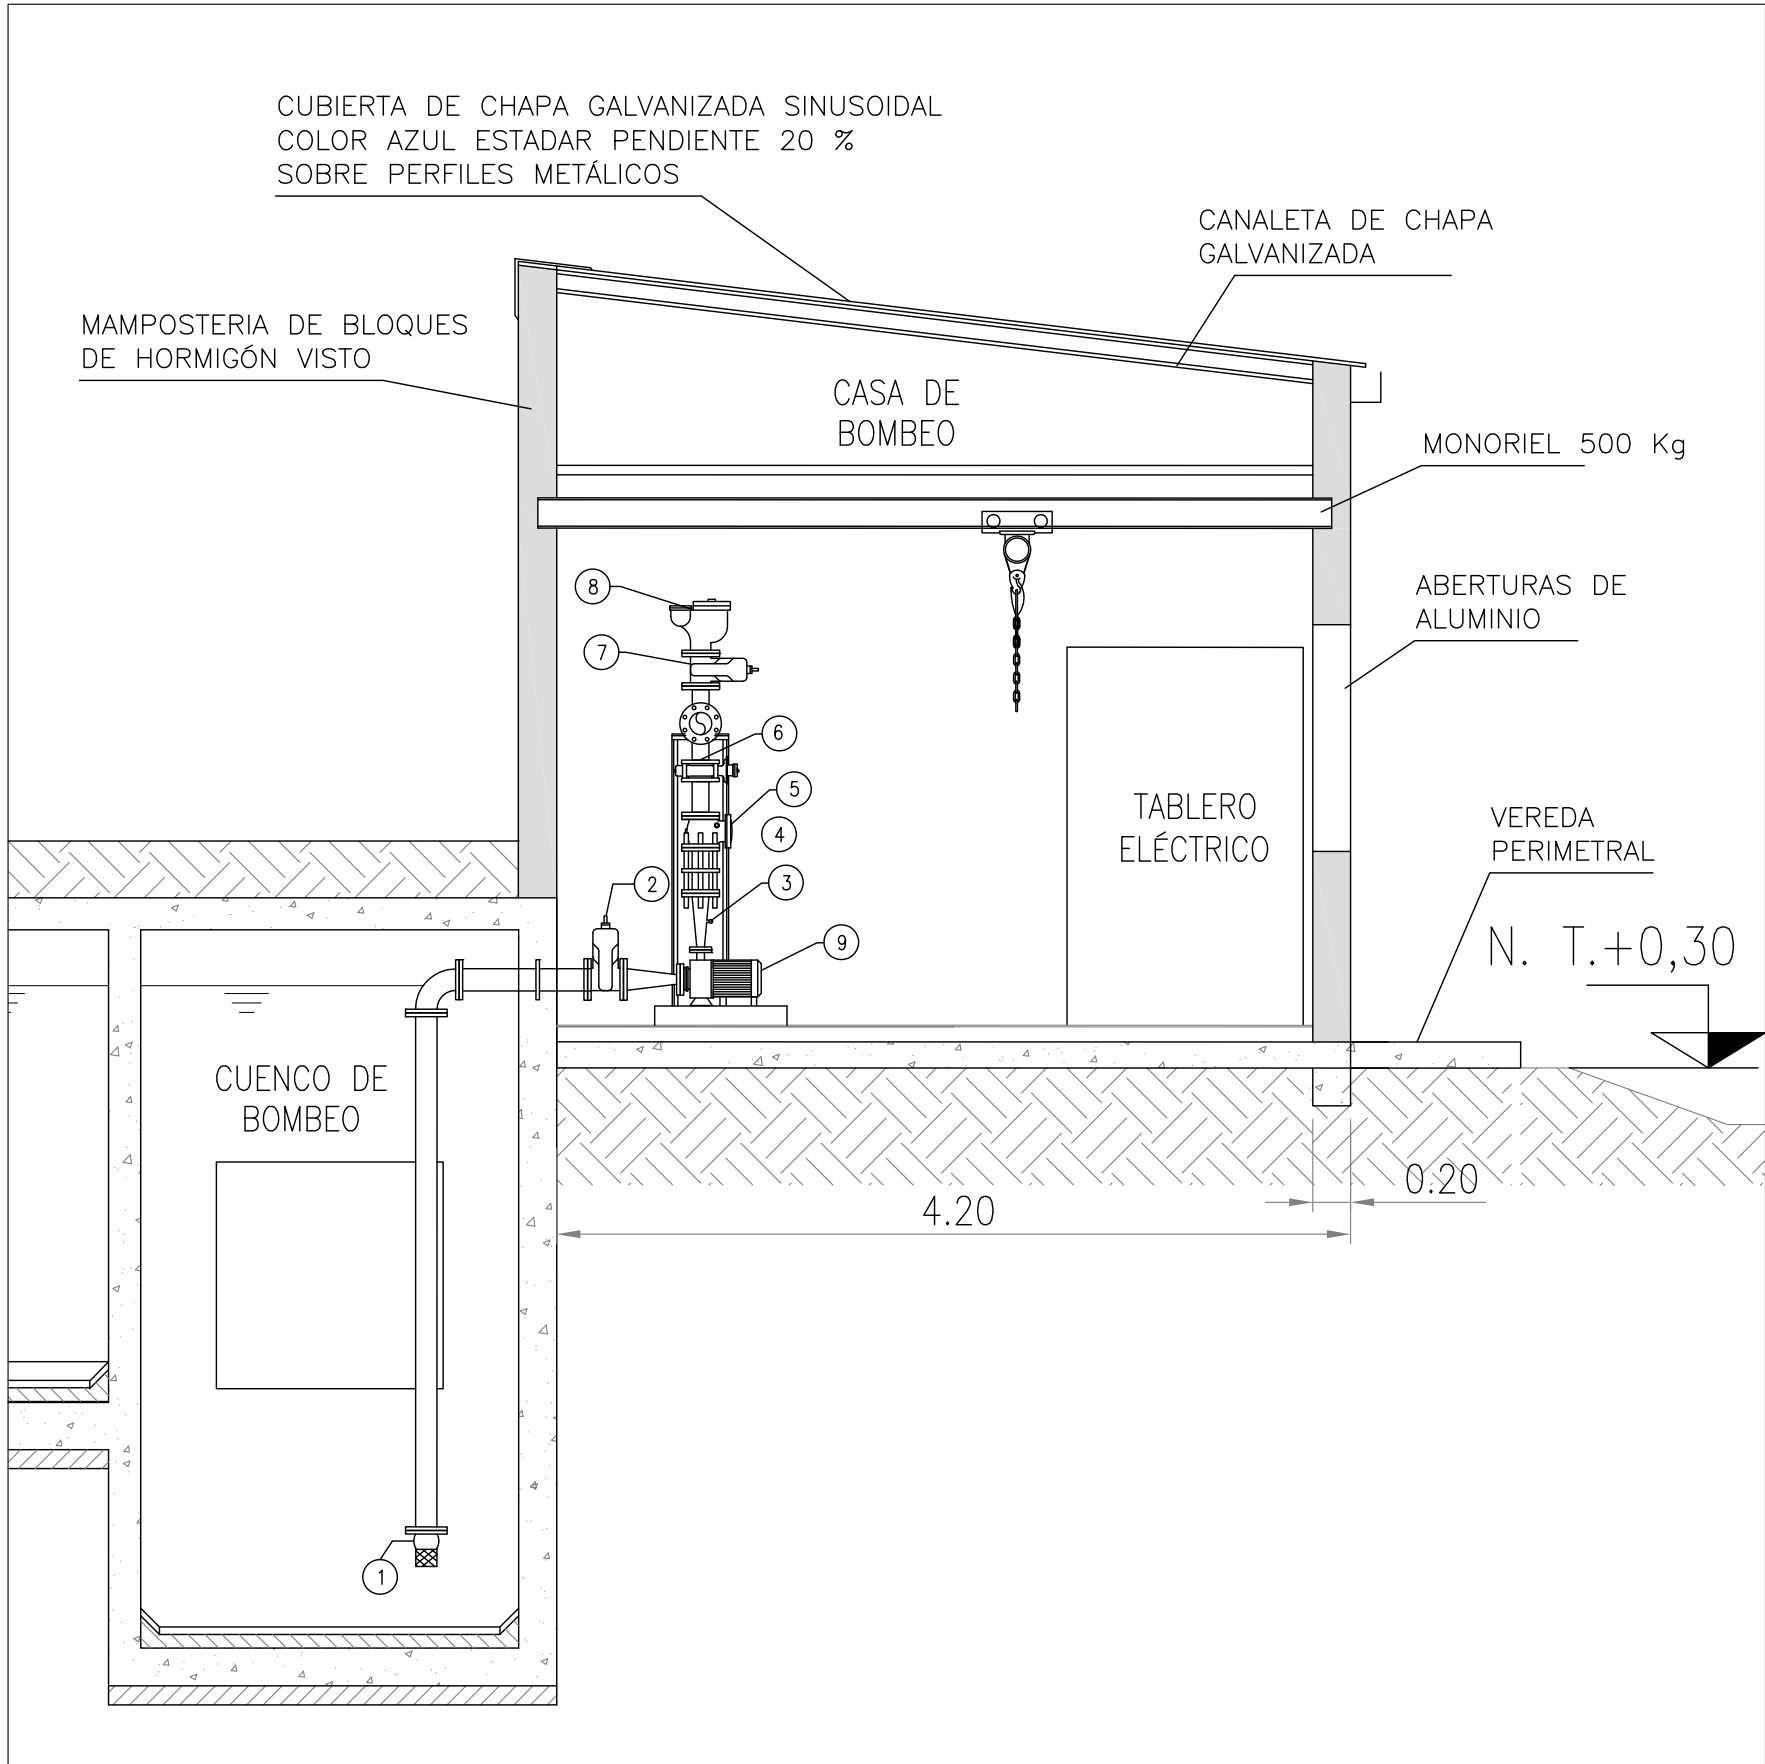 CUBIERTA DE CHAPA GALVANIZADA SINUSOIDAL
COLOR AZUL ESTADAR PENDIENTE 20 %
SOBRE PERFILES METÁLICOS
CANALETA DE CHAPA
GALVANIZADA
MAMPOSTERIA DE BLOQUES
DE HORMIGÓN VISTO
CASA DE
BOMBEO
MONORIEL 500 Kg
ABERTURAS DE
ALUMINIO
8
7
6
5
4
3
2
9
TABLERO
ELÉCTRICO
VEREDA
PERIMETRAL
N. T.+0,30
CUENCO DE
BOMBEO
0.20
4.20
1